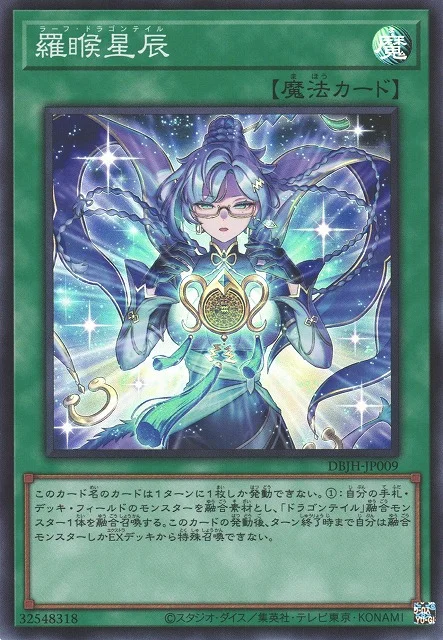 ラーフ・ドラゴンテイル
羅睺星辰
魔
【魔法カード】
DBJH-JP009
このカード名のカードは1ターンに1枚しか発動できない。①:自分の手札・
デッキ・フィールドのモンスターを融合素材とし、「ドラゴンテイル」融合モン
スター1体を融合召喚する。このカードの発動後、ターン終了時まで自分は融合
モンスターしかEXデッキから特殊召喚できない。
32548318
©スタジオ・ダイス/集英社・テレビ東京・KONAMI